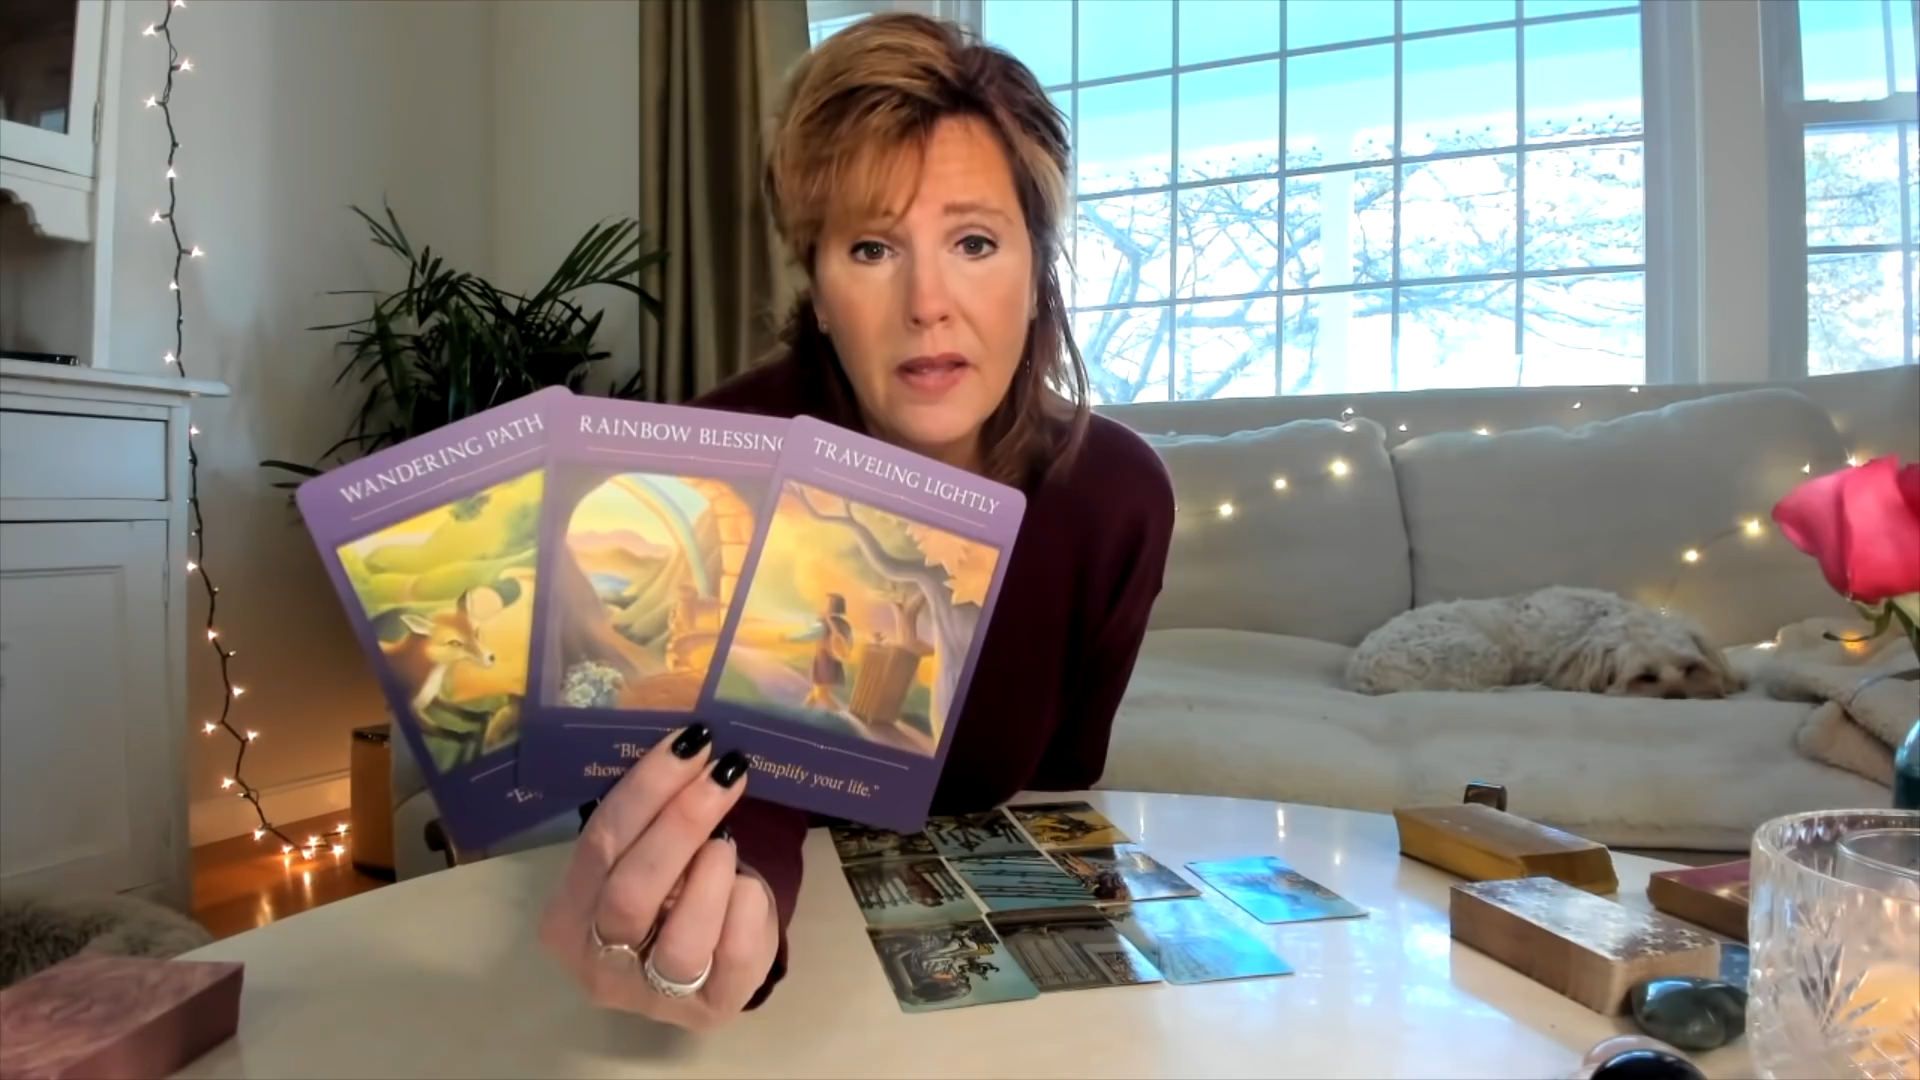 WANDERING PATH
RAINBOW BLESSING
TRAVELING LIGHTLY
"Simplify your life."